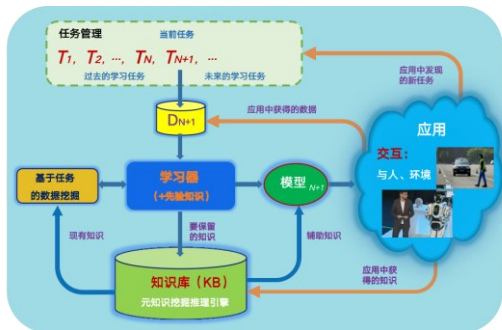 任务管理
当前任务
T1, T2, ..., TN, TN+1, ...
过去的学习任务
未来的学习任务
应用中发现
的新任务
DN+1
应用中获得的数据
应用
交互:
与人、环境
基于任务
的数据挖掘
学习器
(+先验知识)
模型 N+1
现有知识
要保留
的知识
辅助知识
知识库(KB)
元知识挖掘推理引擎
应用中获
得的知识